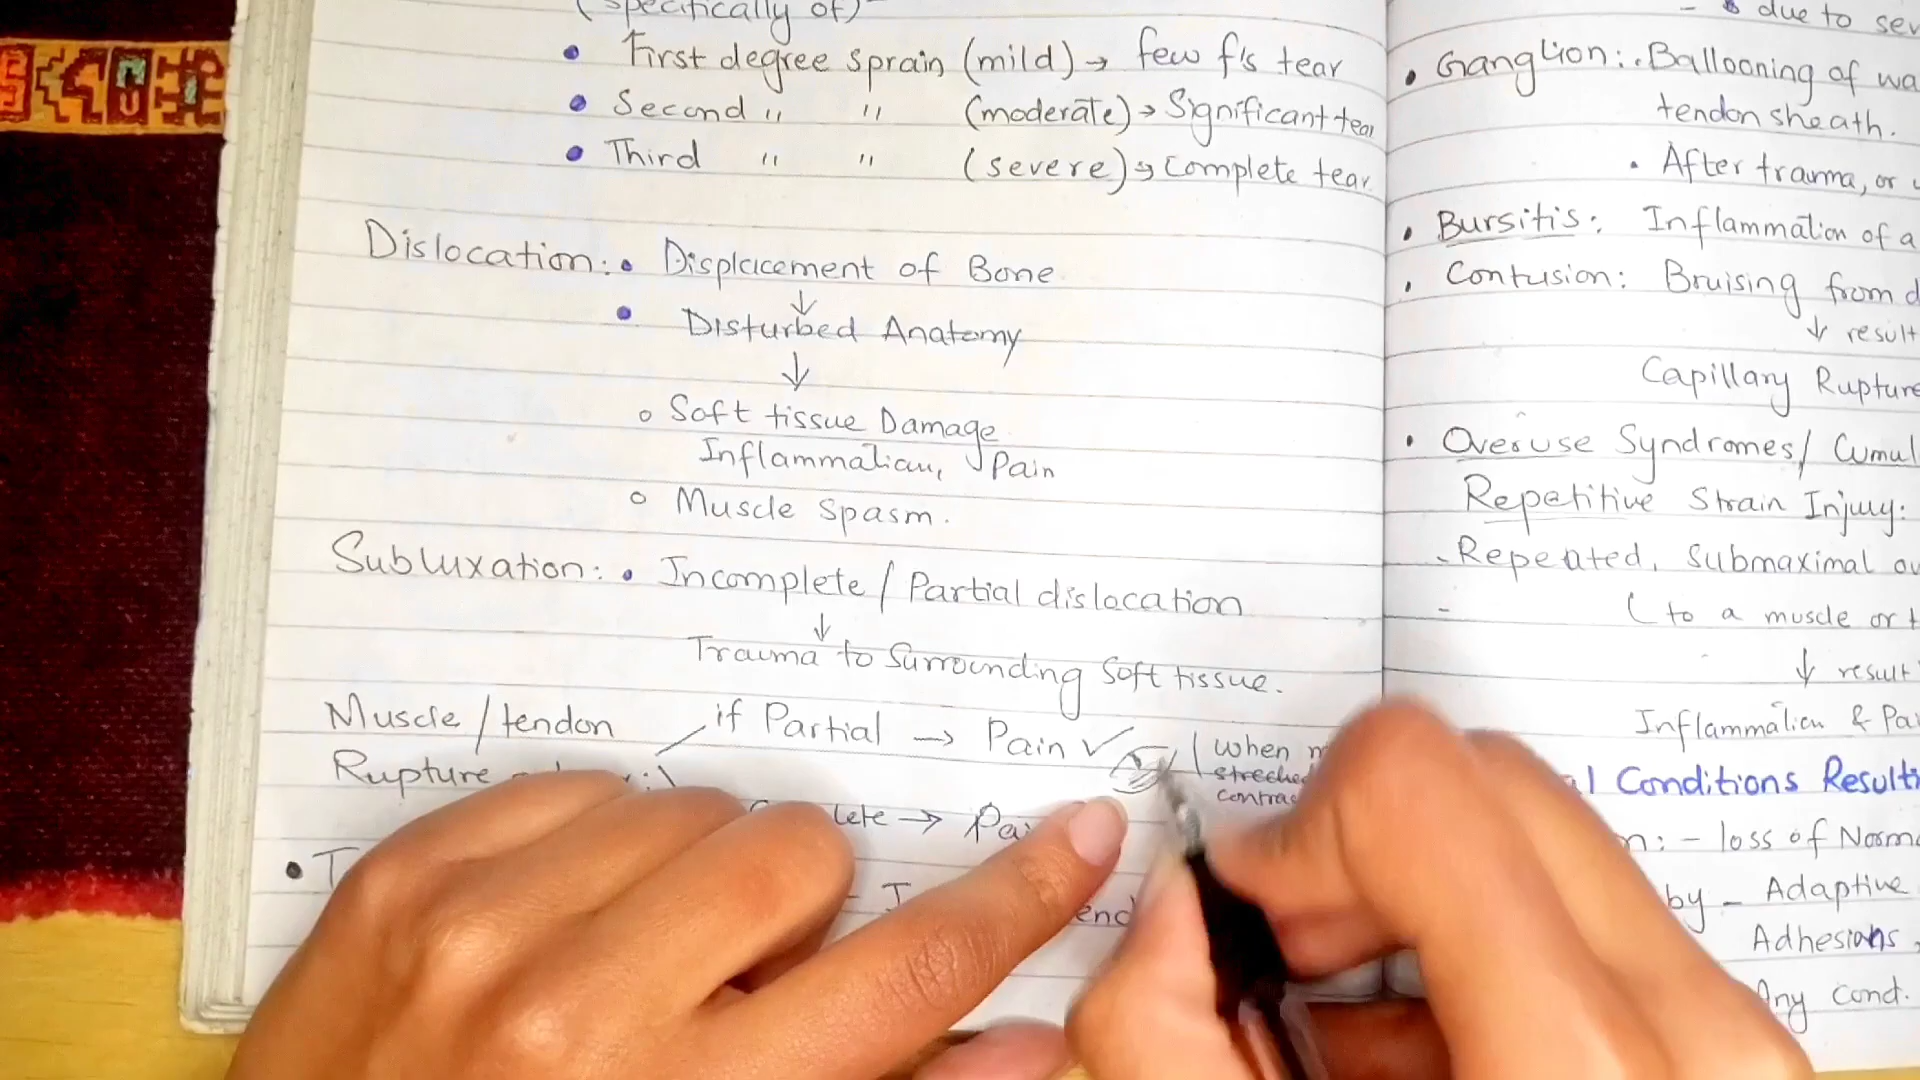 (specifically of)
• First degree sprain (mild) → few f's tear
• Second " " (moderate) → Significant tear
• Third " " (severe) → Complete tear
Dislocation: • Displacement of Bone
↓
• Disturbed Anatomy
↓
o Soft tissue Damage
Inflammation, Pain
o Muscle Spasm.
Subluxation: • Incomplete / Partial dislocation
↓
Trauma to Surrounding Soft tissue.
Muscle / tendon
Rupture
if Partial → Pain ✓
(when
streched
→ Pai
•
due to
• Ganglion: • Ballooning of
tendon sheath.
• After trauma, or
• Bursitis: Inflammation of a
• Contusion: Bruising from
↓ result
Capillary Rupture
• Overuse Syndromes/
Repetitive Strain Injury:
- Repeated, Submaximal
- (to a muscle or
↓ result
Inflammation &
Conditions
- loss of
by - Adaptive
Adhesions,
Any Cond.